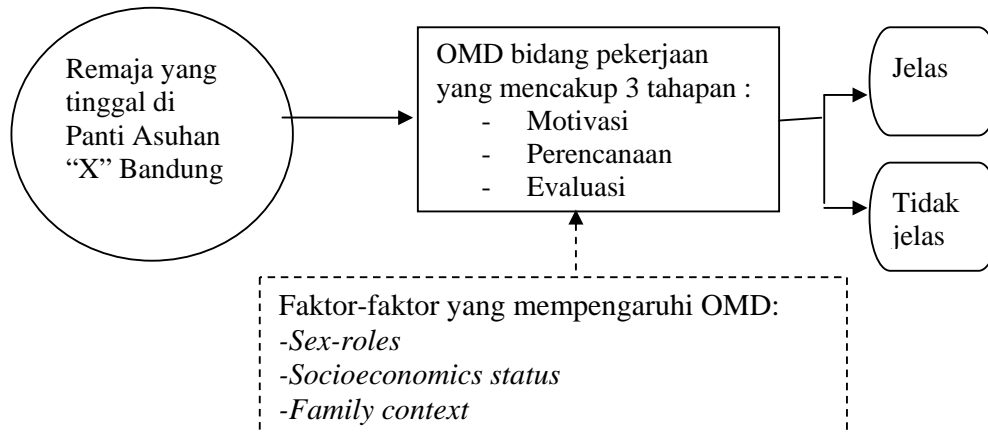 Remaja yang
tinggal di
Panti Asuhan
“X” Bandung
OMD bidang pekerjaan
yang mencakup 3 tahapan :
- Motivasi
- Perencanaan
- Evaluasi
Jelas
Tidak
jelas
Faktor-faktor yang mempengaruhi OMD:
-Sex-roles
-Socioeconomics status
-Family context